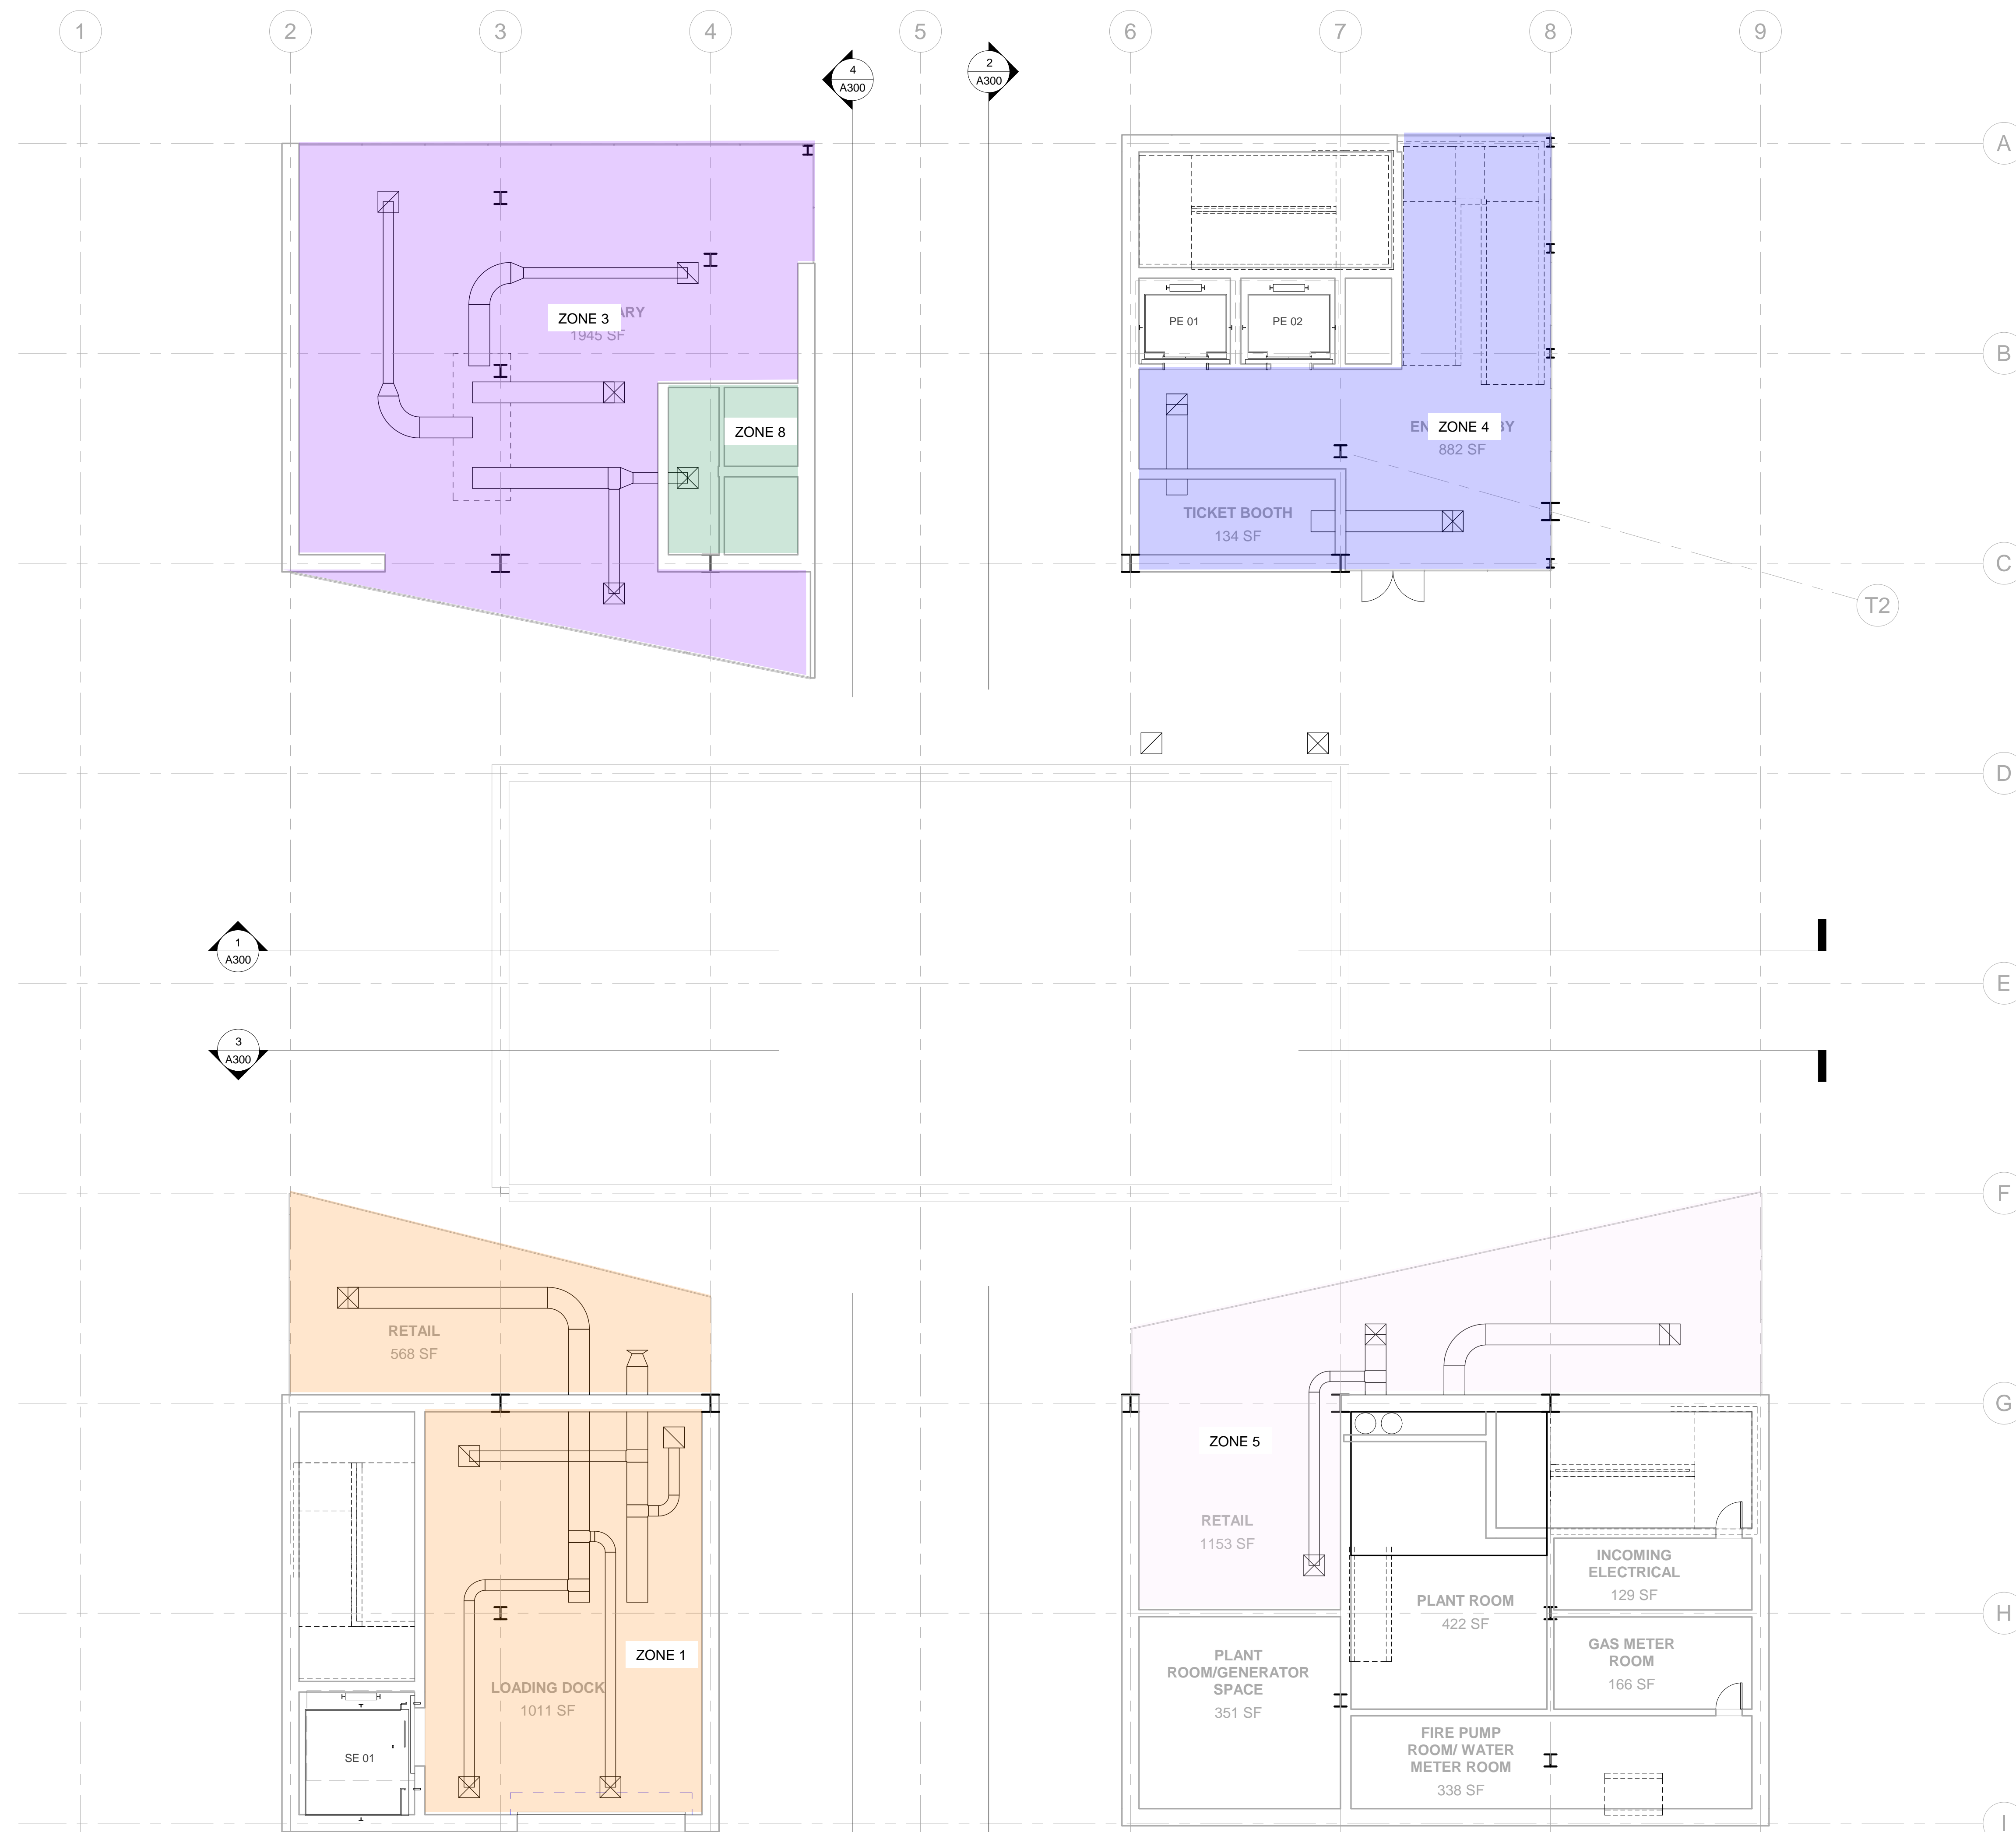 1
2
3
4
5
6
7
8
9
4
A300
2
A300
A
ZONE 3
1945 SF
PE 01
PE 02
B
ZONE 8
ZONE 4
882 SF
TICKET BOOTH
134 SF
C
T2
D
1
A300
E
3
A300
F
RETAIL
568 SF
G
ZONE 5
RETAIL
1153 SF
INCOMING
ELECTRICAL
129 SF
PLANT ROOM
422 SF
H
ZONE 1
GAS METER
ROOM
166 SF
PLANT
ROOM/GENERATOR
SPACE
351 SF
LOADING DOCK
1011 SF
SE 01
FIRE PUMP
ROOM/ WATER
METER ROOM
338 SF